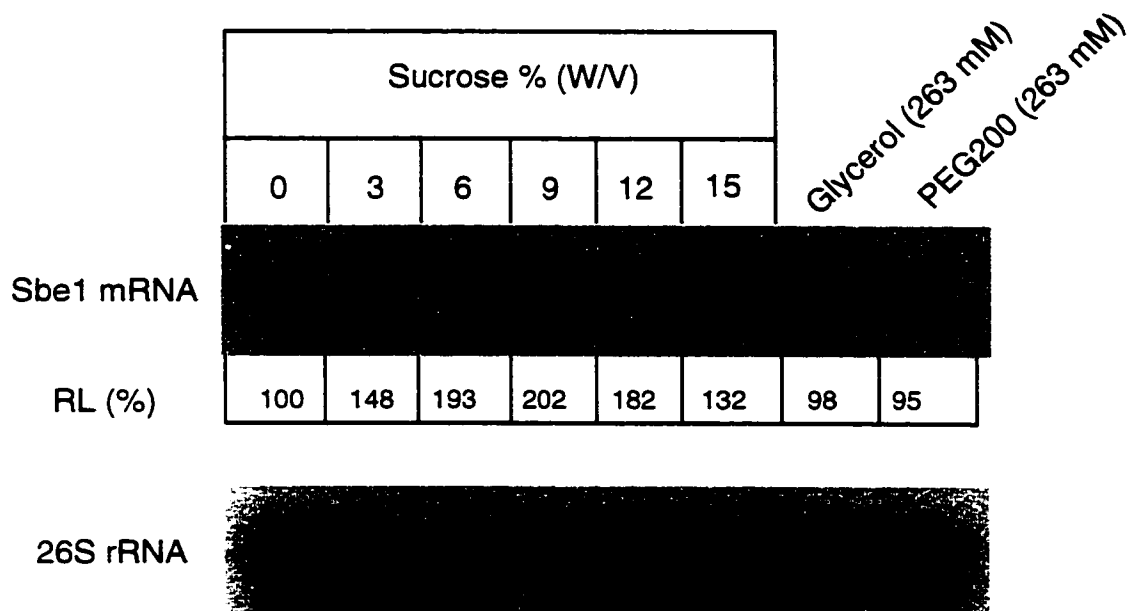 Sucrose % (W/V)
0 3 6 9 12 15 Glycerol (263 mM) PEG200 (263 mM)
Sbe1 mRNA
RL (%) 100 148 193 202 182 132 98 95
26S rRNA